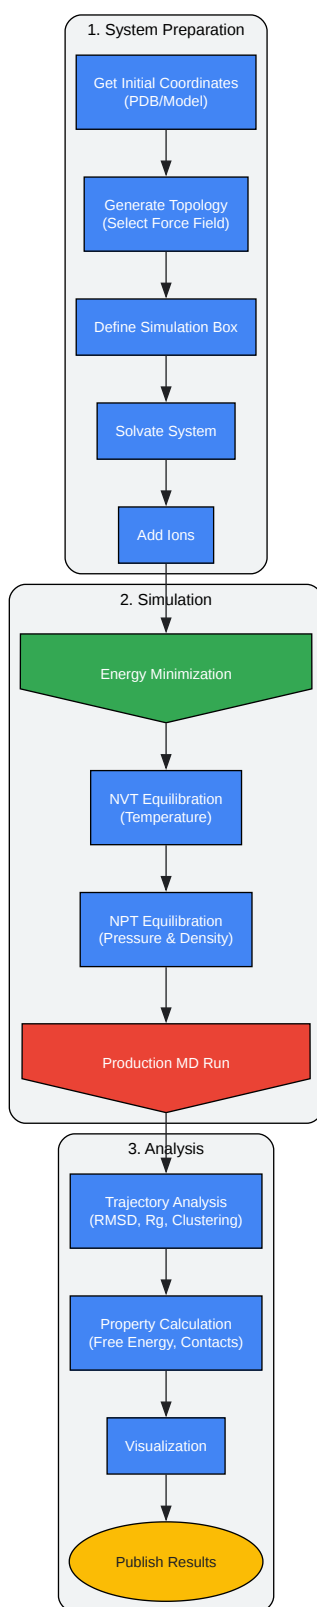 1. System Preparation
Get Initial Coordinates
(PDB/Model)
Generate Topology
(Select Force Field)
Define Simulation Box
Solvate System
Add Ions
2. Simulation
Energy Minimization
NVT Equilibration
(Temperature)
NPT Equilibration
(Pressure & Density)
Production MD Run
3. Analysis
Trajectory Analysis
(RMSD, Rg, Clustering)
Property Calculation
(Free Energy, Contacts)
Visualization
Publish Results